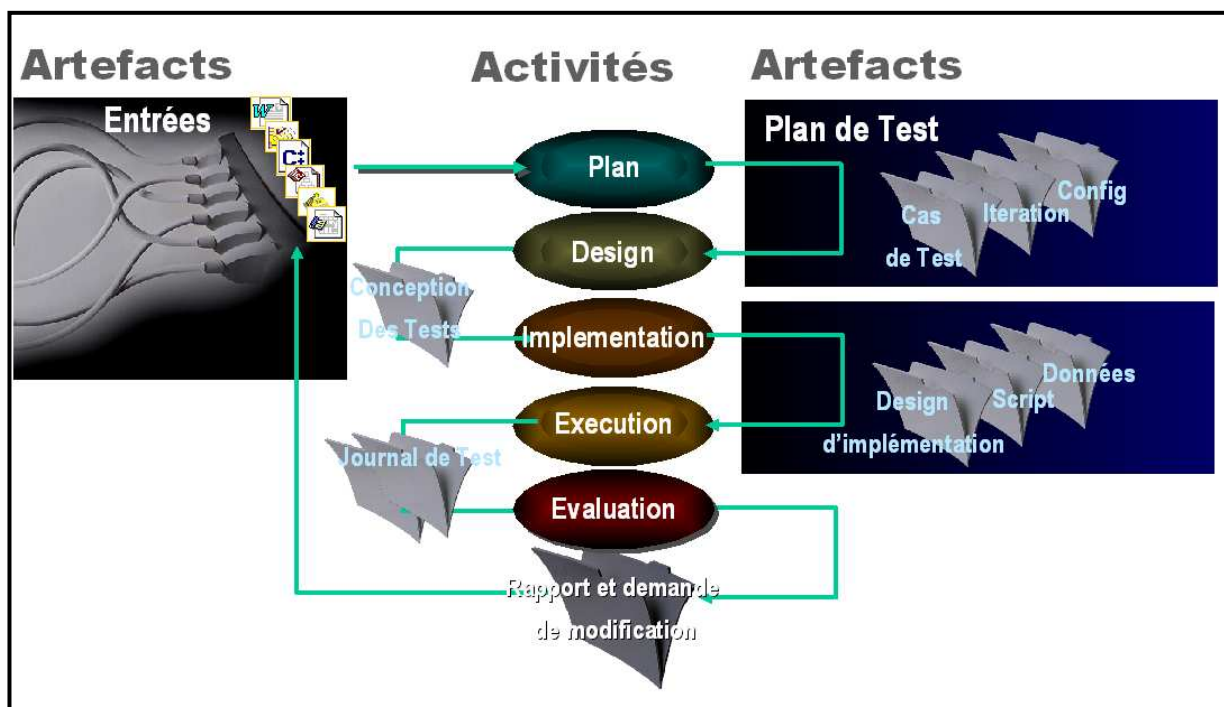 Artefacts
Activités
Artefacts
Entrées
W
C++
Plan
Plan de Test
Cas
de Test
Iteration
Config
Design
Conception
Des Tests
Implementation
Design
d'implémentation
Script
Données
Execution
Journal de Test
Evaluation
Rapport et demande
de modification